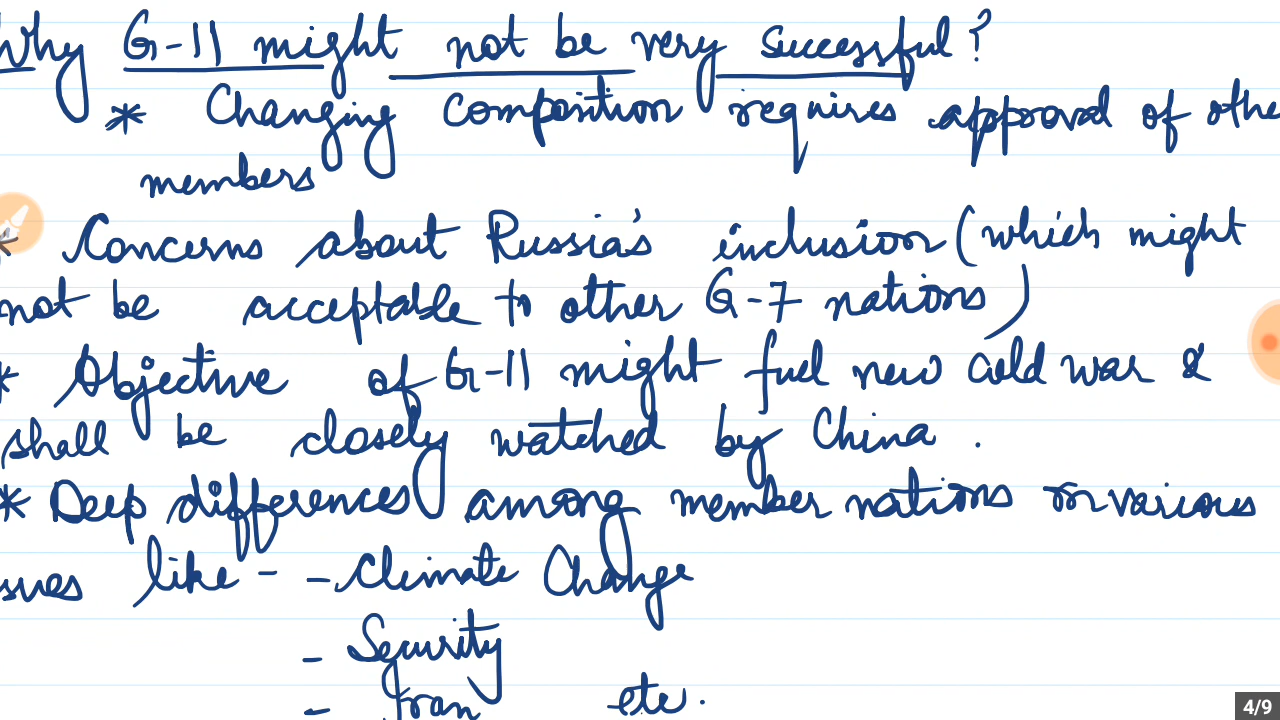 Why G-11 might not be very successful?
* Changing composition requires approval of othe
members
* Concerns about Russia's inclusion (which might
not be acceptable to other G-7 nations)
* Objective of G-11 might fuel new cold war &
shall be closely watched by China.
* Deep differences among member nations on various
sues like - - Climate Change
- Security
- Iran etc.
4/9